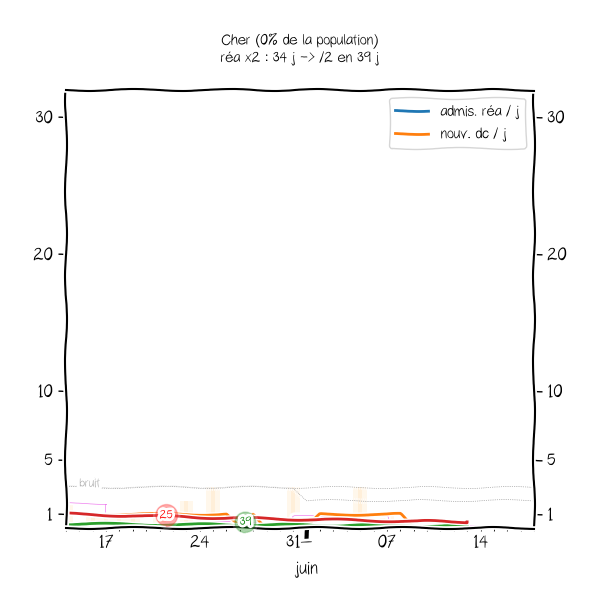 Cher (0% de la population)
réa x2 : 34 j -> /2 en 39 j
admis. réa / j
nouv. dc / j
30
30
20
20
10
10
5
5
bruit
1
1
25
39
17
24
31
07
14
juin